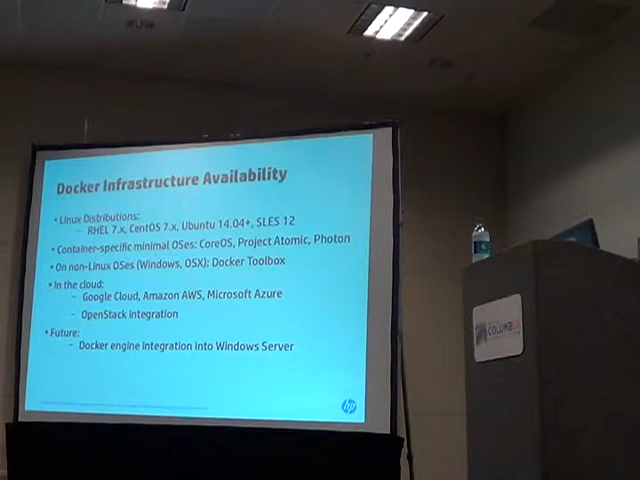 Docker Infrastructure Availability
• Linux Distributions:
– RHEL 7.x, CentOS 7.x, Ubuntu 14.04+, SLES 12
• Container-specific minimal OSes: CoreOS, Project Atomic, Photon
• On non-Linux OSes (Windows, OSX): Docker Toolbox
• In the cloud:
– Google Cloud, Amazon AWS, Microsoft Azure
– OpenStack integration
• Future:
– Docker engine integration into Windows Server
hp